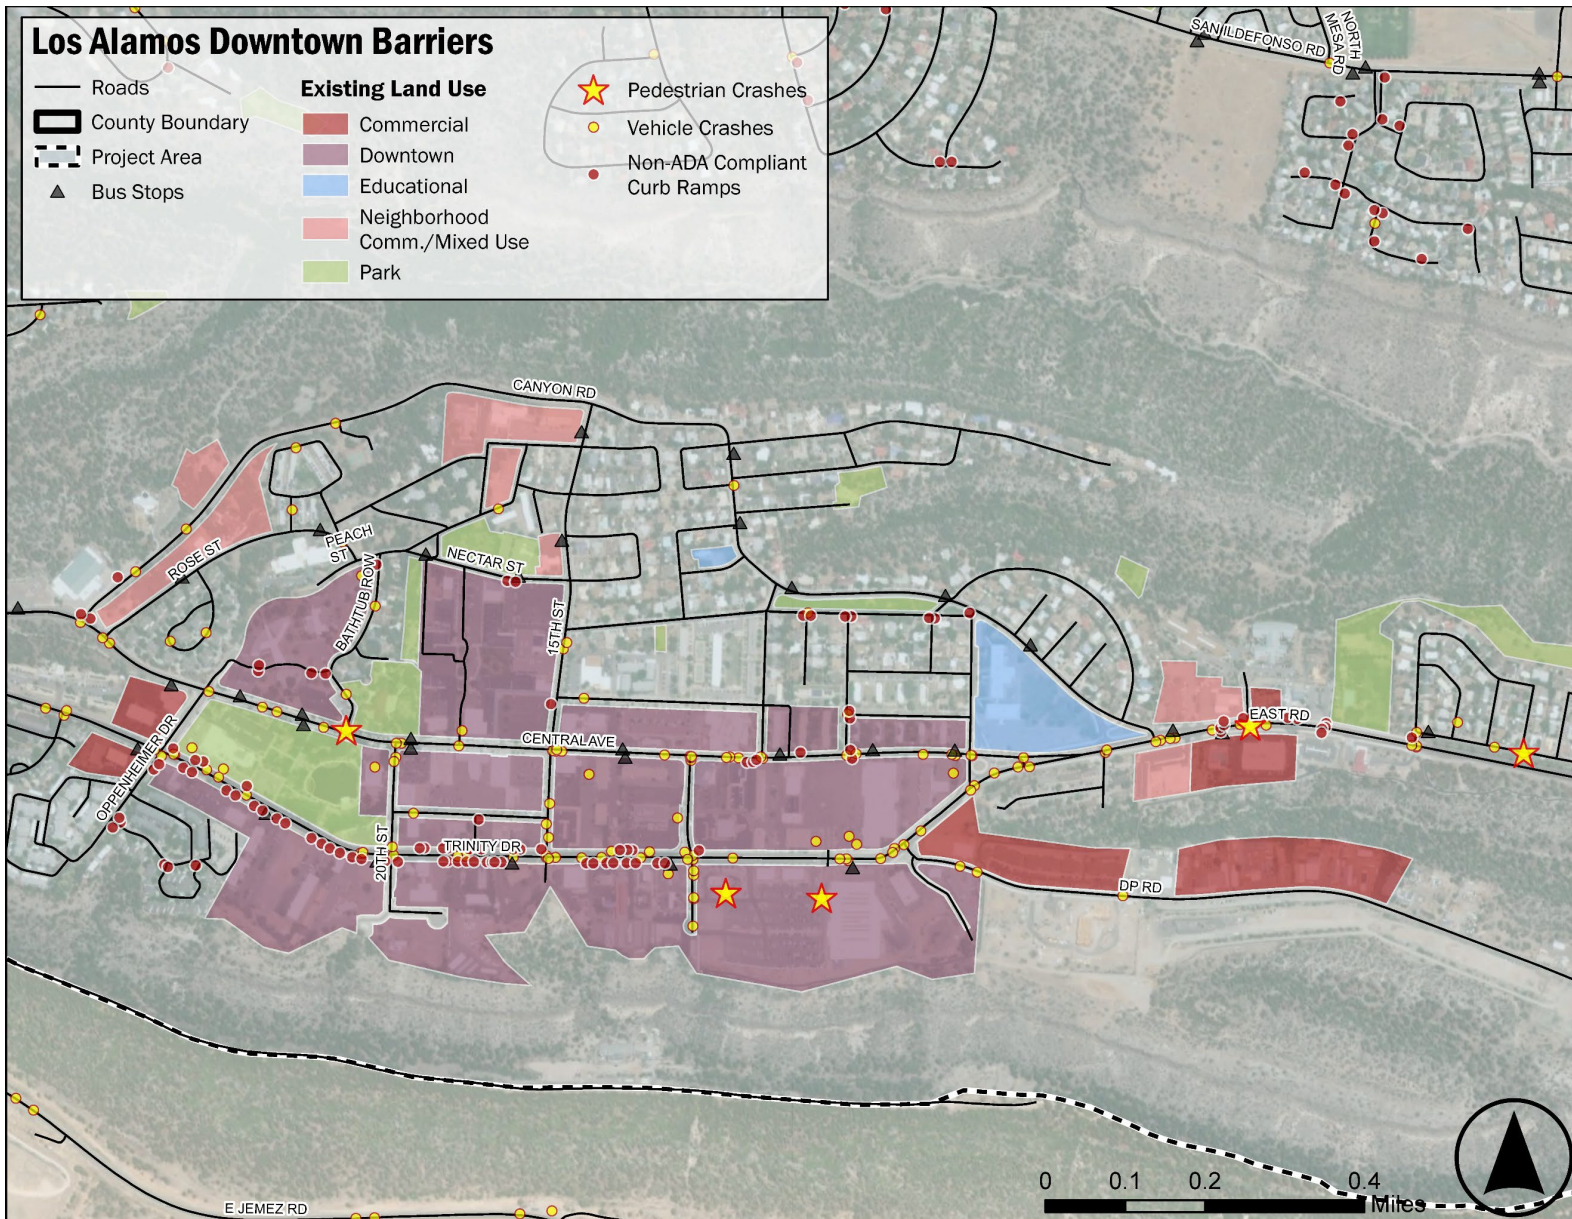 Los Alamos Downtown Barriers
Roads
County Boundary
Project Area
Bus Stops
Existing Land Use
Commercial
Downtown
Educational
Neighborhood
Comm./Mixed Use
Park
Pedestrian Crashes
Vehicle Crashes
Non-ADA Compliant
Curb Ramps
SAN ILDEFONSO RD
NORTH
MESA RD
CANYON RD
PEACH
ST
ROSE ST
NECTAR ST
BATHTUB ROW
15TH ST
EAST RD
CENTRAL AVE
OPPENHEIMER DR
TRINITY DR
20TH ST
DP RD
E JEMEZ RD
0 0.1 0.2 0.4
Miles